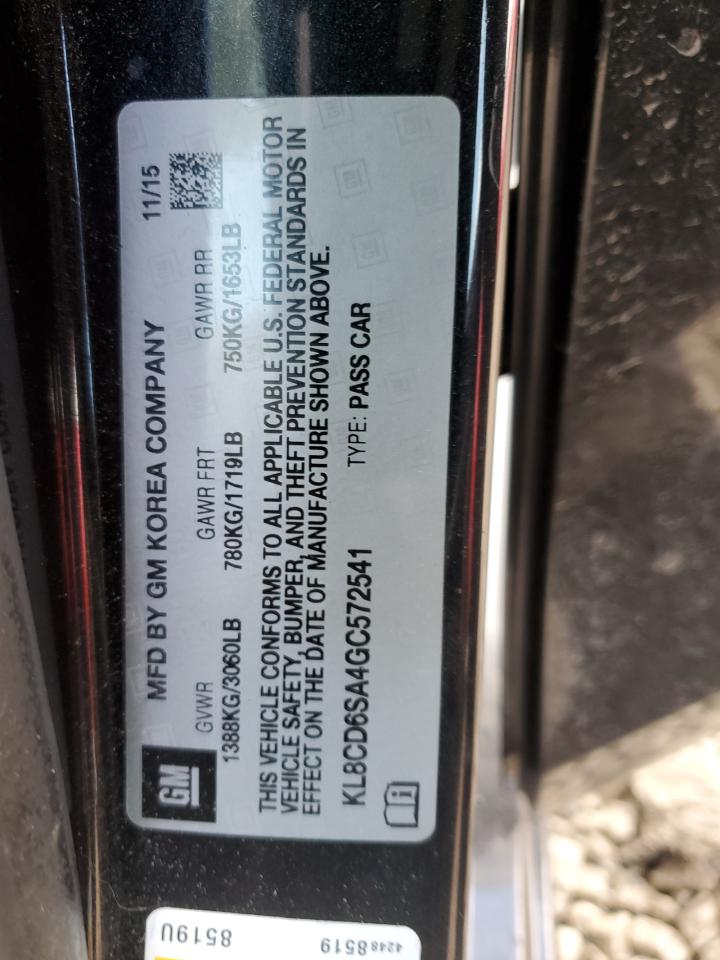 GM
MFD BY GM KOREA COMPANY 11/15
GVWR GAWR FRT GAWR RR
1388KG/3060LB 780KG/1719LB 750KG/1653LB
THIS VEHICLE CONFORMS TO ALL APPLICABLE U.S. FEDERAL MOTOR
VEHICLE SAFETY, BUMPER, AND THEFT PREVENTION STANDARDS IN
EFFECT ON THE DATE OF MANUFACTURE SHOWN ABOVE.
KL8CD6SA4GC572541 TYPE: PASS CAR
8519U
4248 8519